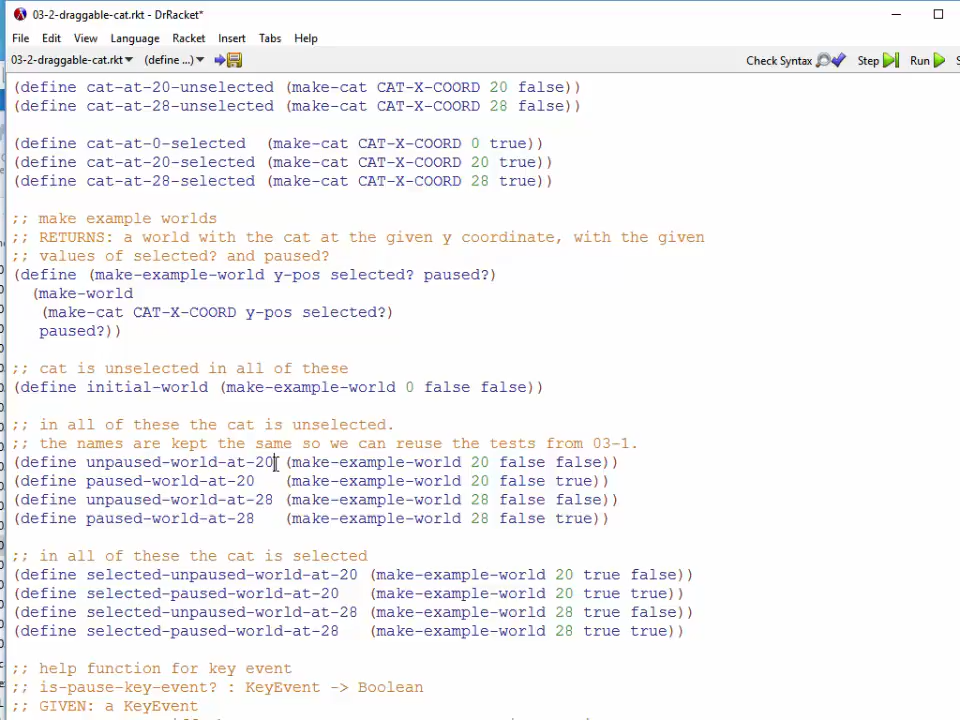 03-2-draggable-cat.rkt - DrRacket*
File Edit View Language Racket Insert Tabs Help
03-2-draggable-cat.rkt (define ...) Check Syntax Step Run
(define cat-at-20-unselected (make-cat CAT-X-COORD 20 false))
(define cat-at-28-unselected (make-cat CAT-X-COORD 28 false))
(define cat-at-0-selected  (make-cat CAT-X-COORD 0 true))
(define cat-at-20-selected (make-cat CAT-X-COORD 20 true))
(define cat-at-28-selected (make-cat CAT-X-COORD 28 true))
;; make example worlds
;; RETURNS: a world with the cat at the given y coordinate, with the given
;; values of selected? and paused?
(define (make-example-world y-pos selected? paused?)
  (make-world
   (make-cat CAT-X-COORD y-pos selected?)
   paused?))
;; cat is unselected in all of these
(define initial-world (make-example-world 0 false false))
;; in all of these the cat is unselected.
;; the names are kept the same so we can reuse the tests from 03-1.
(define unpaused-world-at-20 (make-example-world 20 false false))
(define paused-world-at-20   (make-example-world 20 false true))
(define unpaused-world-at-28 (make-example-world 28 false false))
(define paused-world-at-28   (make-example-world 28 false true))
;; in all of these the cat is selected
(define selected-unpaused-world-at-20 (make-example-world 20 true false))
(define selected-paused-world-at-20   (make-example-world 20 true true))
(define selected-unpaused-world-at-28 (make-example-world 28 true false))
(define selected-paused-world-at-28   (make-example-world 28 true true))
;; help function for key event
;; is-pause-key-event? : KeyEvent -> Boolean
;; GIVEN: a KeyEvent